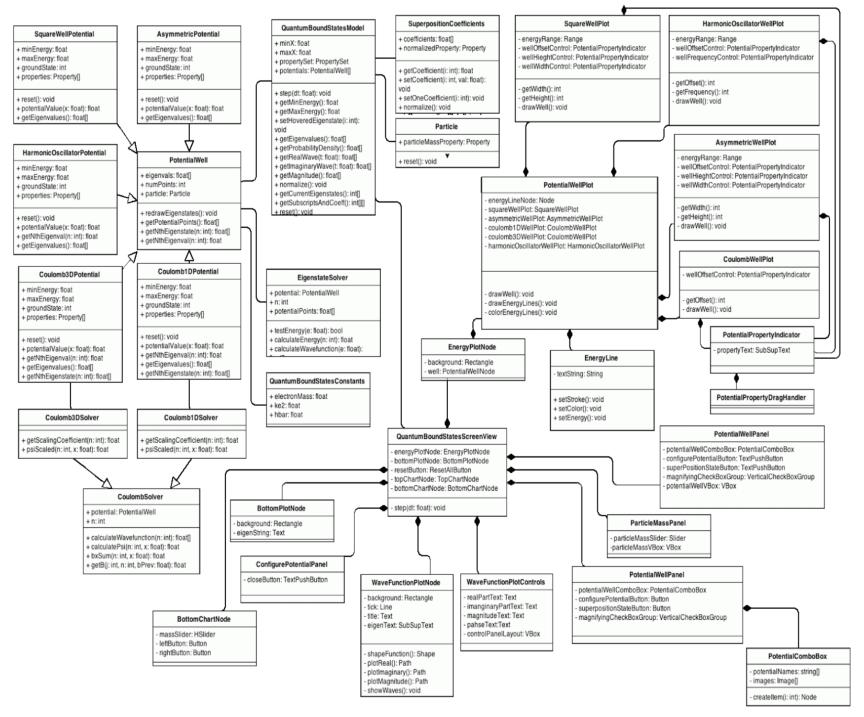 SquareWellPotential
+ minEnergy: float
+ maxEnergy: float
+ groundState: int
+ properties: Property[]
+ reset(): void
+ potentialValue(x: float): float
+ getEigenvalues(): float[]
AsymmetricPotential
+ minEnergy: float
+ maxEnergy: float
+ groundState: int
+ properties: Property[]
+ reset(): void
+ potentialValue(x: float): float
+ getEigenvalues(): float[]
QuantumBoundStatesModel
+ minX: float
+ maxX: float
+ propertySet: PropertySet
+ potentials: PotentialWell[]
+ step(dt: float): void
+ getMinEnergy(): float
+ getMaxEnergy(): float
+ setHoveredEigenstate(i: int):
void
+ getEigenvalues(): float[]
+ getProbabilityDensity(): float[]
+ getRealWave(t: float): float[]
+ getImaginaryWave(t: float): float[]
+ getMagnitude(): float[]
+ normalize(): void
+ getCurrentEigenstates(): int[]
+ getSubscriptsAndCoeff(): int[][]
+ reset(): void
SuperpositionCoefficients
+ coefficients: float[]
+ normalizedProperty: Property
+ getCoefficient(i: int): float
+ setCoefficient(i: int, val: float):
void
+ setOneCoefficient(i: int): void
+ normalize(): void
Particle
+ particleMassProperty: Property
+ reset(): void
SquareWellPlot
- energyRange: Range
- wellOffsetControl: PotentialPropertyIndicator
- wellHieghtControl: PotentialPropertyIndicator
- wellWidthControl: PotentialPropertyIndicator
- getWidth(): int
- getHeight(): int
- drawWell(): void
HarmonicOscillatorWellPlot
- energyRange: Range
- wellOffsetControl: PotentialPropertyIndicator
- wellFrequencyControl: PotentialPropertyIndicator
- getOffset(): int
- getFrequency(): int
- drawWell(): void
HarmonicOscillatorPotential
+ minEnergy: float
+ maxEnergy: float
+ groundState: int
+ properties: Property[]
+ reset(): void
+ potentialValue(x: float): float
+ getNthEigenval(n: int): float
+ getEigenvalues(): float[]
PotentialWell
+ eigenvals: float[]
+ numPoints: int
+ particle: Particle
+ redrawEigenstates(): void
+ getPotentialPoints(): float[]
+ getNthEigenstate(n: int): float[]
+ getNthEigenval(n: int): float
AsymmetricWellPlot
- energyRange: Range
- wellOffsetControl: PotentialPropertyIndicator
- wellHieghtControl: PotentialPropertyIndicator
- wellWidthControl: PotentialPropertyIndicator
- getWidth(): int
- getHeight(): int
- drawWell(): void
PotentialWellPlot
- energyLineNode: Node
- squareWellPlot: SquareWellPlot
- asymmetricWellPlot: AsymmetricWellPlot
- coulomb1DWellPlot: CoulombWellPlot
- coulomb3DWellPlot: CoulombWellPlot
- harmonicOscillatorWellPlot: HarmonicOscillatorWellPlot
- drawWell(): void
- drawEnergyLines(): void
- colorEnergyLines(): void
CoulombWellPlot
- wellOffsetControl: PotentialPropertyIndicator
- getOffset(): int
- drawWell(): void
Coulomb3DPotential
+ minEnergy: float
+ maxEnergy: float
+ groundState: int
+ properties: Property[]
+ reset(): void
+ potentialValue(x: float): float
+ getNthEigenval(n: int): float
+ getEigenvalues(): float[]
+ getNthEigenstate(n: int): float[]
Coulomb1DPotential
+ minEnergy: float
+ maxEnergy: float
+ groundState: int
+ properties: Property[]
+ reset(): void
+ potentialValue(x: float): float
+ getNthEigenval(n: int): float
+ getEigenvalues(): float[]
+ getNthEigenstate(n: int): float[]
EigenstateSolver
+ potential: PotentialWell
+ n: int
+ potentialPoints: float[]
+ testEnergy(e: float): bool
+ calculateEnergy(n: int): float
+ calculateWavefunction(e: float):
PotentialPropertyIndicator
- propertyText: SubSupText
PotentialPropertyDragHandler
EnergyPlotNode
- background: Rectangle
- well: PotentialWellNode
EnergyLine
- textString: String
+ setStroke(): void
+ setColor(): void
+ setEnergy(): void
QuantumBoundStatesConstants
+ electronMass: float
+ ke2: float
+ hbar: float
Coulomb3DSolver
+ getScalingCoefficient(n: int): float
+ psiScaled(n: int, x: float): float
Coulomb1DSolver
+ getScalingCoefficient(n: int): float
+ psiScaled(n: int, x: float): float
QuantumBoundStatesScreenView
- energyPlotNode: EnergyPlotNode
- bottomPlotNode: BottomPlotNode
- resetButton: ResetAllButton
- topChartNode: TopChartNode
- bottomChartNode: BottomChartNode
- step(dt: float): void
PotentialWellPanel
- potentialWellComboBox: PotentialComboBox
- configurePotentialButton: TextPushButton
- superPositionStateButton: TextPushButton
- magnifyingCheckBoxGroup: VerticalCheckBoxGroup
- potentialWellVBox: VBox
CoulombSolver
+ potential: PotentialWell
+ n: int
+ calculateWavefunction(n: int): float[]
+ calculatePsi(n: int, x: float): float
+ bxSum(n: int, x: float): float
+ getBj(j: int, n: int, bPrev: float): float
BottomPlotNode
- background: Rectangle
- eigenString: Text
ParticleMassPanel
- particleMassSlider: Slider
-particleMassVBox: VBox
ConfigurePotentialPanel
- closeButton: TextPushButton
WaveFunctionPlotNode
- background: Rectangle
- tick: Line
- title: Text
- eigenText: SubSupText
- shapeFunction(): Shape
- plotReal(): Path
- plotImaginary(): Path
- plotMagnitude(): Path
- showWaves(): void
WaveFunctionPlotControls
- realPartText: Text
- imanginaryPartText: Text
- magnitudeText: Text
- pahseText:Text
- controlPanelLayout: VBox
PotentialWellPanel
- potentialWellComboBox: PotentialComboBox
- configurePotentialButton: Button
- superpositionStateButton: Button
- magnifyingCheckBoxGroup: VerticalCheckBoxGroup
BottomChartNode
- massSlider: HSlider
- leftButton: Button
- rightButton: Button
PotentialComboBox
- potentialNames: string[]
- images: Image[]
- createItem(i: int): Node